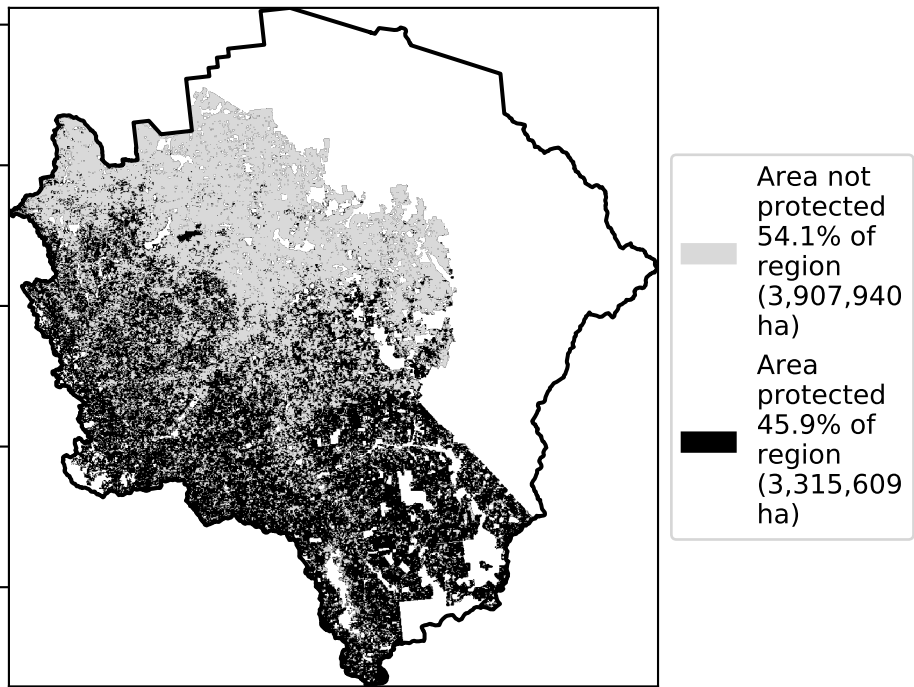 Area not
protected
54.1% of
region
(3,907,940
ha)
Area
protected
45.9% of
region
(3,315,609
ha)